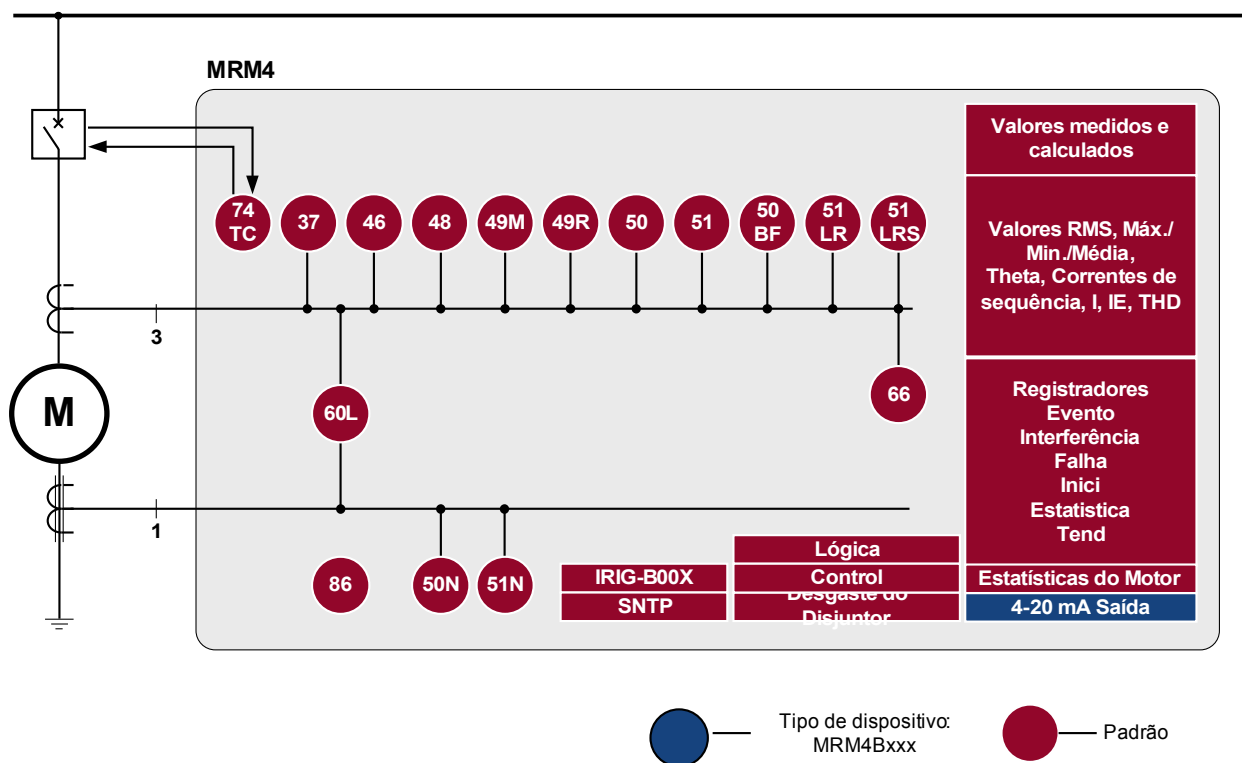 MRM4
Valores medidos e
calculados
74
TC
37
46
48
49M
49R
50
51
50
BF
51
LR
51
LRS
Valores RMS, Máx./
Min./Média,
Theta, Correntes de
sequência, I, IE, THD
3
M
60L
66
Registradores
Evento
Interferência
Falha
Inici
Estatistica
Tend
1
86
50N
51N
Lógica
IRIG-B00X
Control
Estatísticas do Motor
SNTP
Desgaste do
Disjuntor
4-20 mA Saída
Tipo de dispositivo:
MRM4Bxxx
Padrão